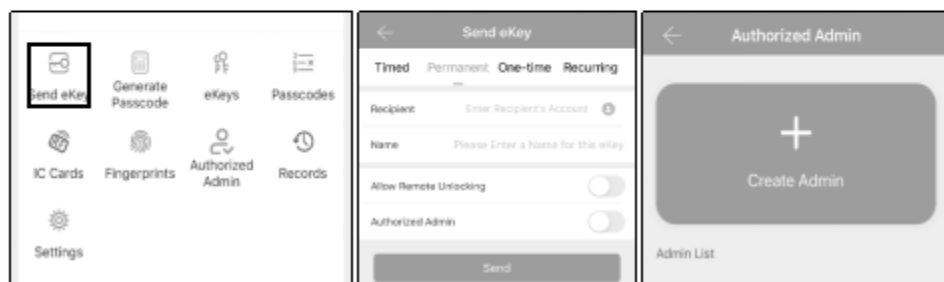 Send eKey
Generate
Passcode
eKeys
Passcodes
IC Cards
Fingerprints
Authorized
Admin
Records
Settings
Send eKey
Timed Permanent One-time Recurring
Recipient Enter Recipient's Account
Name Please Enter a Name for this eKey
Allow Remote Unlocking
Authorized Admin
Send
Authorized Admin
Create Admin
Admin List